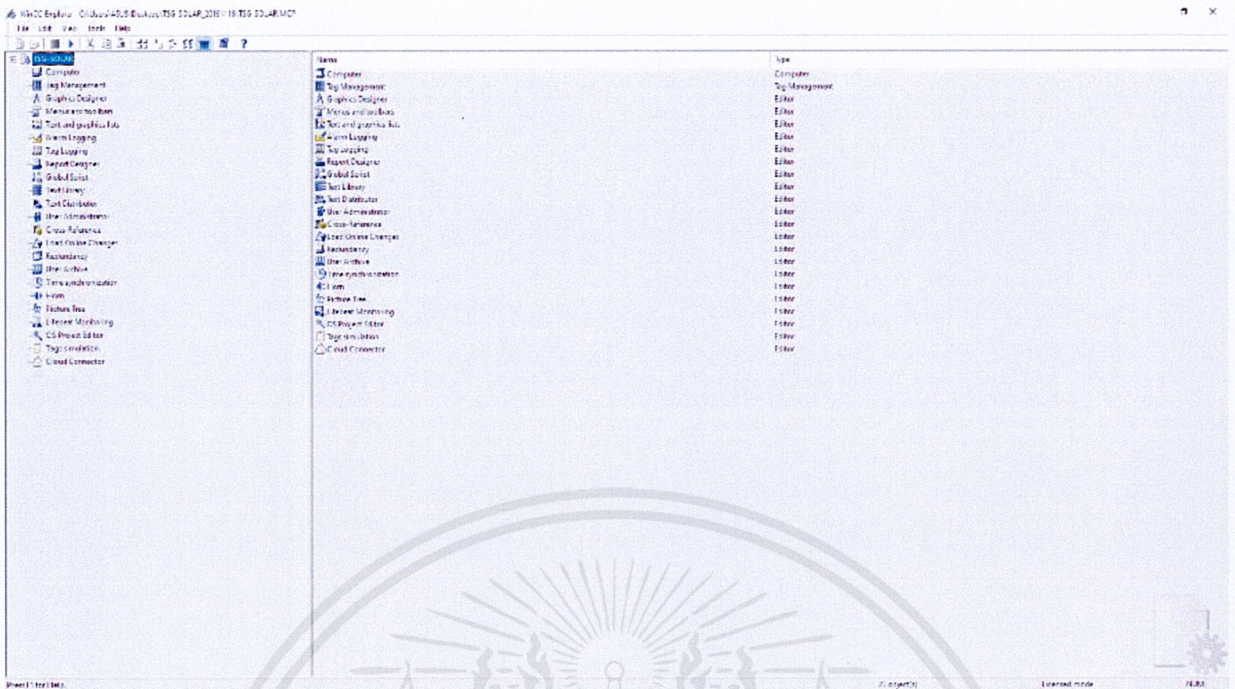 WinCC Explorer - C:\Users\ASUS\Desktop\TSG-SOLAR_20191118\TSG-SOLAR.MCP
File Edit View Tools Help
TSG-SOLAR
Computer
Tag Management
Graphics Designer
Menus and toolbars
Text and graphics lists
Alarm Logging
Tag Logging
Report Designer
Global Script
Text Library
Text Distributor
User Administrator
Cross-Reference
Load Online Changes
Redundancy
User Archive
Time synchronization
Horn
Picture Tree
Lifebeat Monitoring
OS Project Editor
Tags simulation
Cloud Connector
Name Type
Computer Computer
Tag Management Tag Management
Graphics Designer Editor
Menus and toolbars Editor
Text and graphics lists Editor
Alarm Logging Editor
Tag Logging Editor
Report Designer Editor
Global Script Editor
Text Library Editor
Text Distributor Editor
User Administrator Editor
Cross-Reference Editor
Load Online Changes Editor
Redundancy Editor
User Archive Editor
Time synchronization Editor
Horn Editor
Picture Tree Editor
Lifebeat Monitoring Editor
OS Project Editor Editor
Tags simulation Editor
Cloud Connector Editor
Press F1 for Help. object(s) Licensed mode NUM